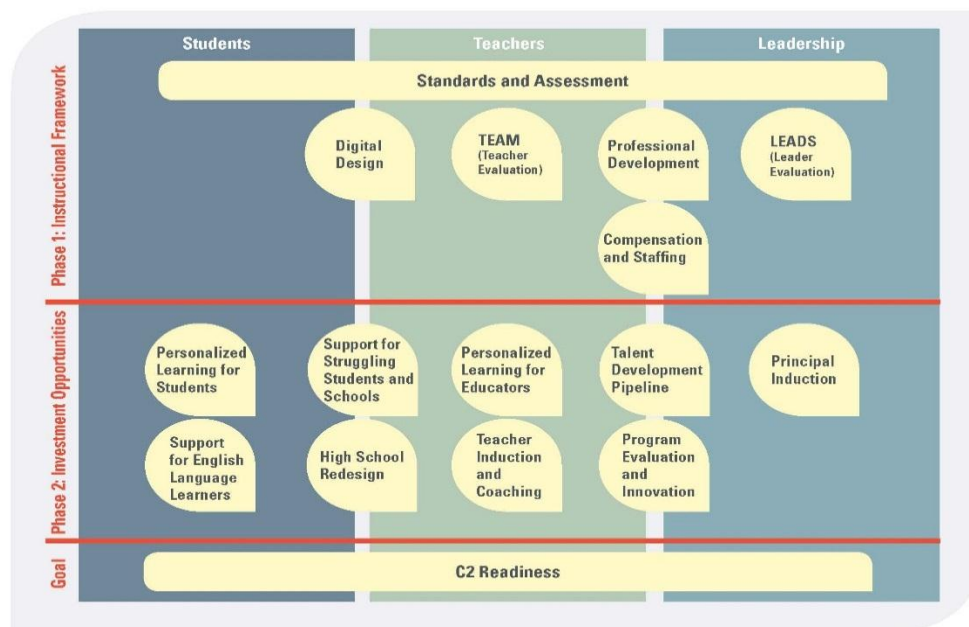 Students
Teachers
Leadership
Phase 1: Instructional Framework
Standards and Assessment
Digital
Design
TEAM
(Teacher
Evaluation)
Professional
Development
LEADS
(Leader
Evaluation)
Compensation
and Staffing
Phase 2: Investment Opportunities
Personalized
Learning for
Students
Support for
Struggling
Students and
Schools
Personalized
Learning for
Educators
Talent
Development
Pipeline
Principal
Induction
Support
for English
Language
Learners
High School
Redesign
Teacher
Induction
and
Coaching
Program
Evaluation
and
Innovation
Goal
C2 Readiness